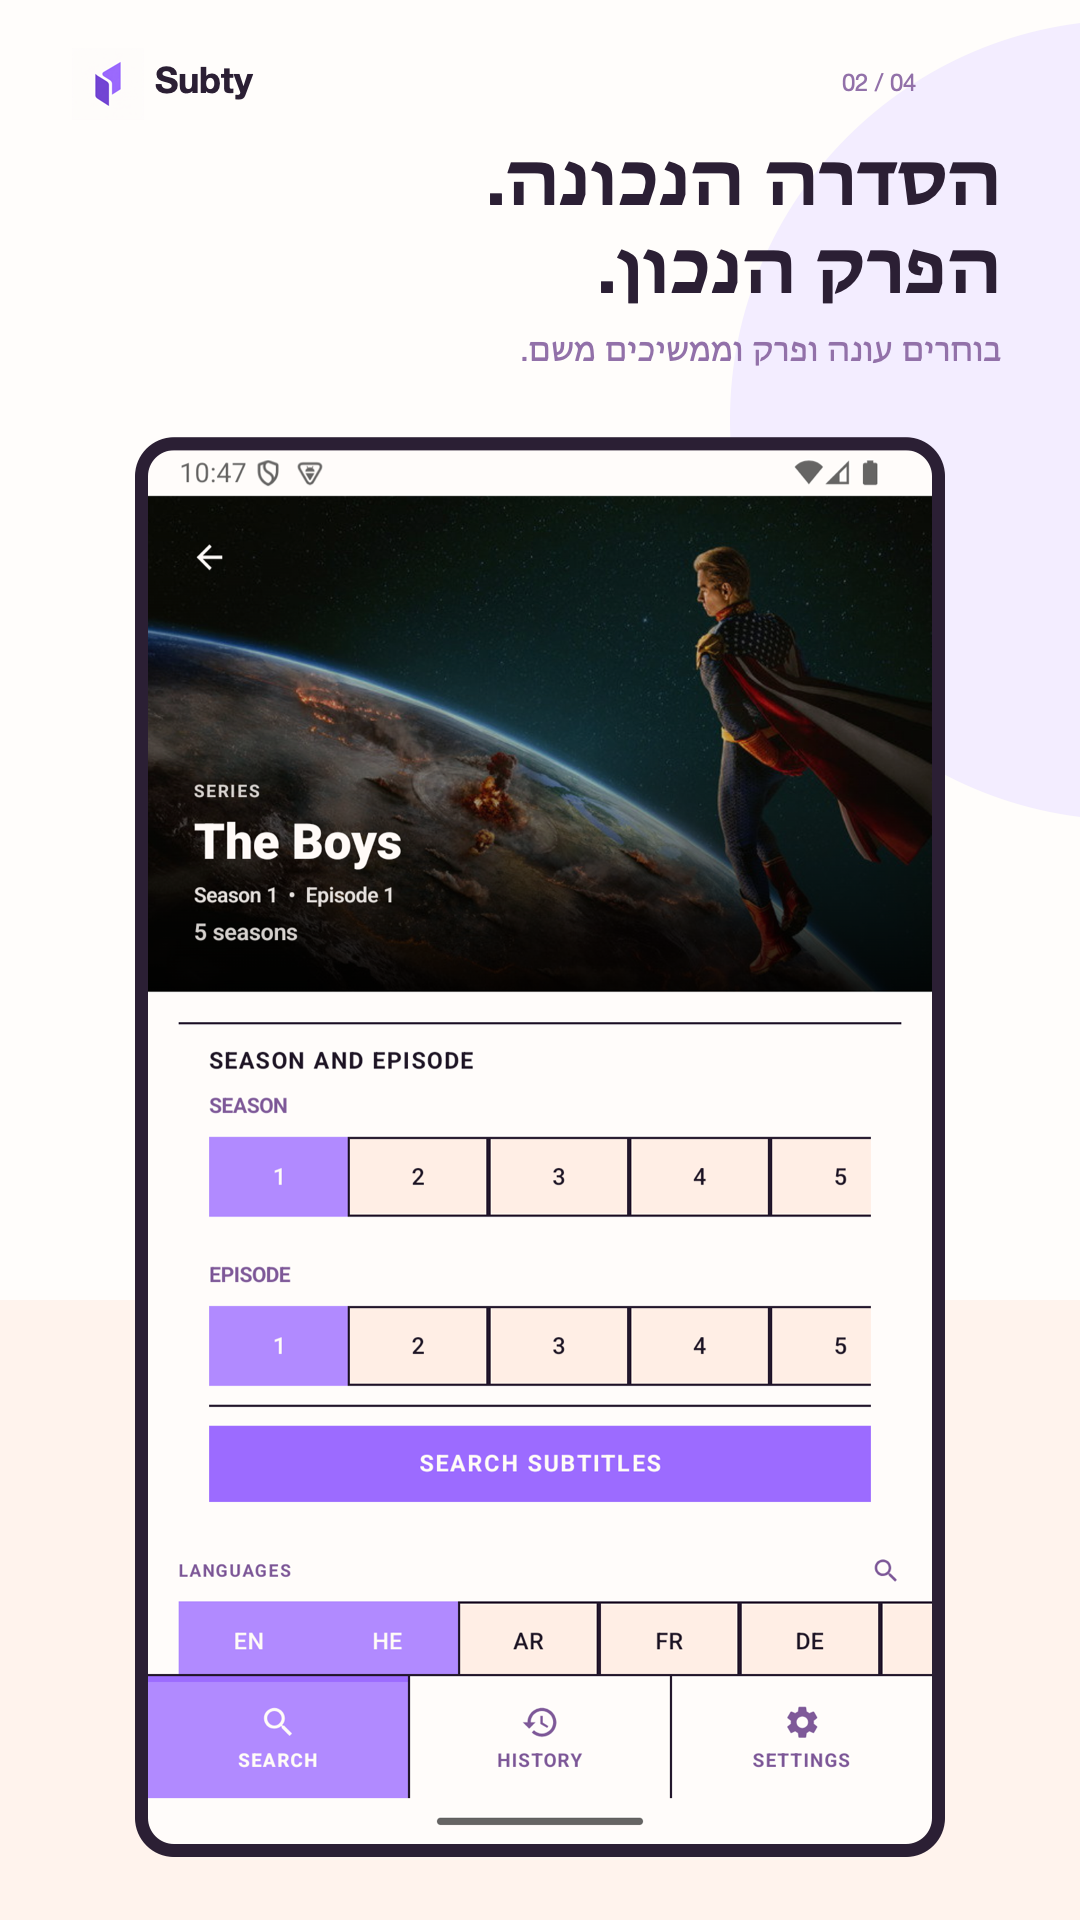 Subty
02 / 04
הסדרה הנכונה.
הפרק הנכון.
בוחרים עונה ופרק וממשיכים משם.
10:47
SERIES
The Boys
Season 1 • Episode 1
5 seasons
SEASON AND EPISODE
SEASON
1 2 3 4 5
EPISODE
1 2 3 4 5
SEARCH SUBTITLES
LANGUAGES
EN HE AR FR DE
SEARCH HISTORY SETTINGS